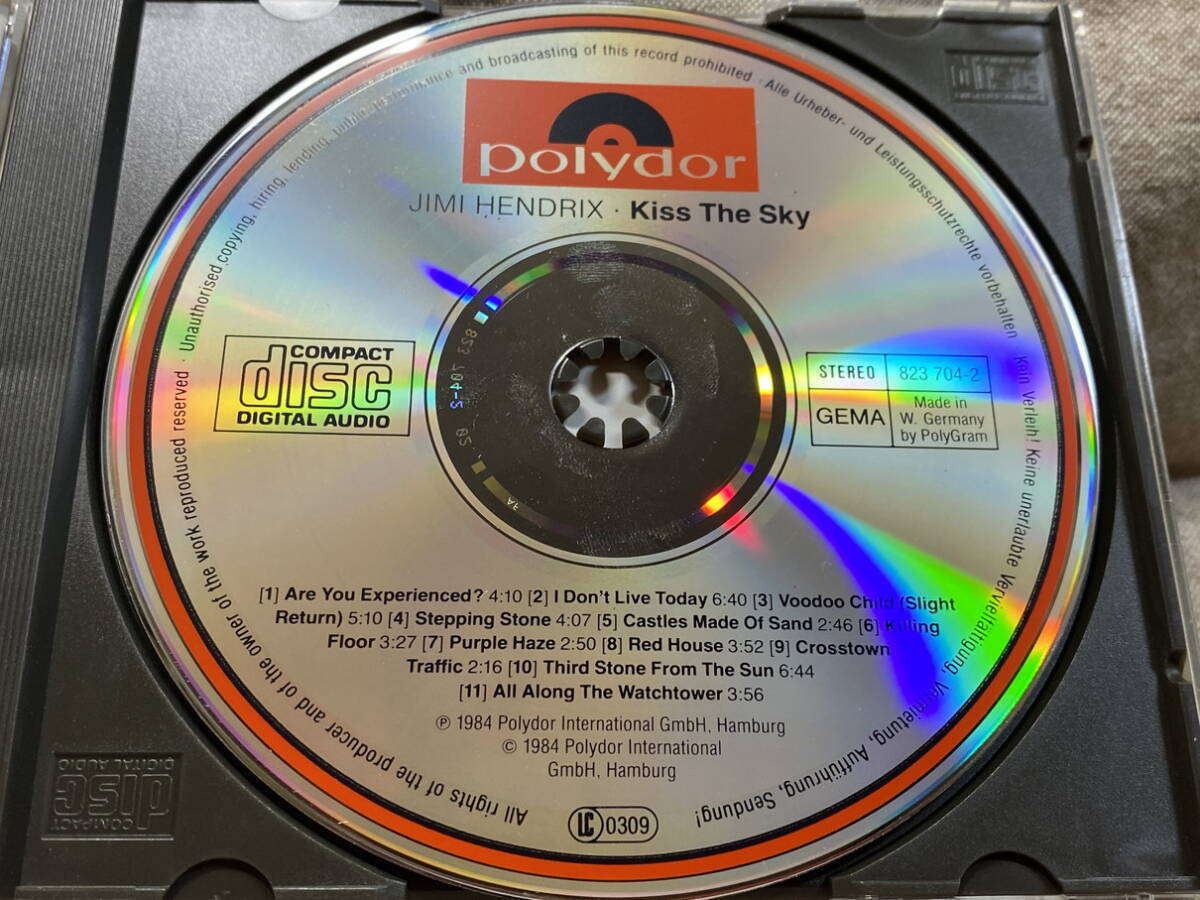 polydor
JIMI HENDRIX · Kiss The Sky
COMPACT
disc
DIGITAL AUDIO
STEREO 823 704-2
GEMA Made in
W. Germany
by PolyGram
823 704-2 02
[1] Are You Experienced? 4:10 [2] I Don't Live Today 6:40 [3] Voodoo Child (Slight
Return) 5:10 [4] Stepping Stone 4:07 [5] Castles Made Of Sand 2:46 [6] Killing
Floor 3:27 [7] Purple Haze 2:50 [8] Red House 3:52 [9] Crosstown
Traffic 2:16 [10] Third Stone From The Sun 6:44
[11] All Along The Watchtower 3:56
℗ 1984 Polydor International GmbH, Hamburg
© 1984 Polydor International
GmbH, Hamburg
LC 0309
All rights of the producer and of the owner of the work reproduced reserved · Unauthorised copying, hiring, lending, public performance and broadcasting of this record prohibited · Alle Urheber- und Leistungsschutzrechte vorbehalten · Kein Verleih! Keine unerlaubte Vervielfältigung, Vermietung, Aufführung, Sendung!
disc
COMPACT
disc
DIGITAL AUDIO